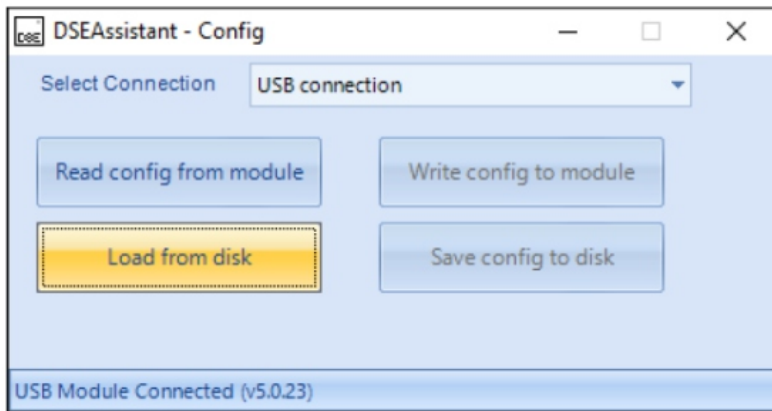 DSE DSEAssistant - Config
Select Connection USB connection
Read config from module Write config to module
Load from disk Save config to disk
USB Module Connected (v5.0.23)